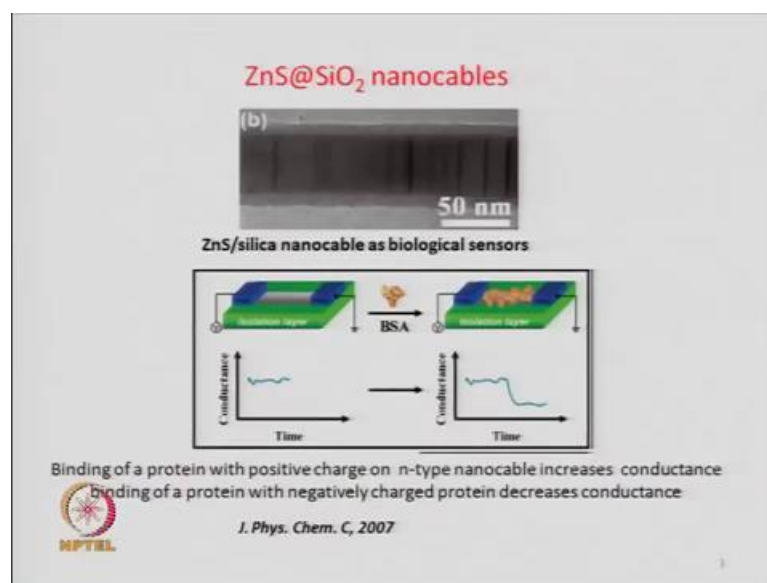 ZnS@SiO₂ nanocables
(b)
50 nm
ZnS/silica nanocable as biological sensors
Isolation layer
BSA
Isolation layer
Conductance
Time
Conductance
Time
Binding of a protein with positive charge on n-type nanocable increases conductance
binding of a protein with negatively charged protein decreases conductance
J. Phys. Chem. C, 2007
NPTEL